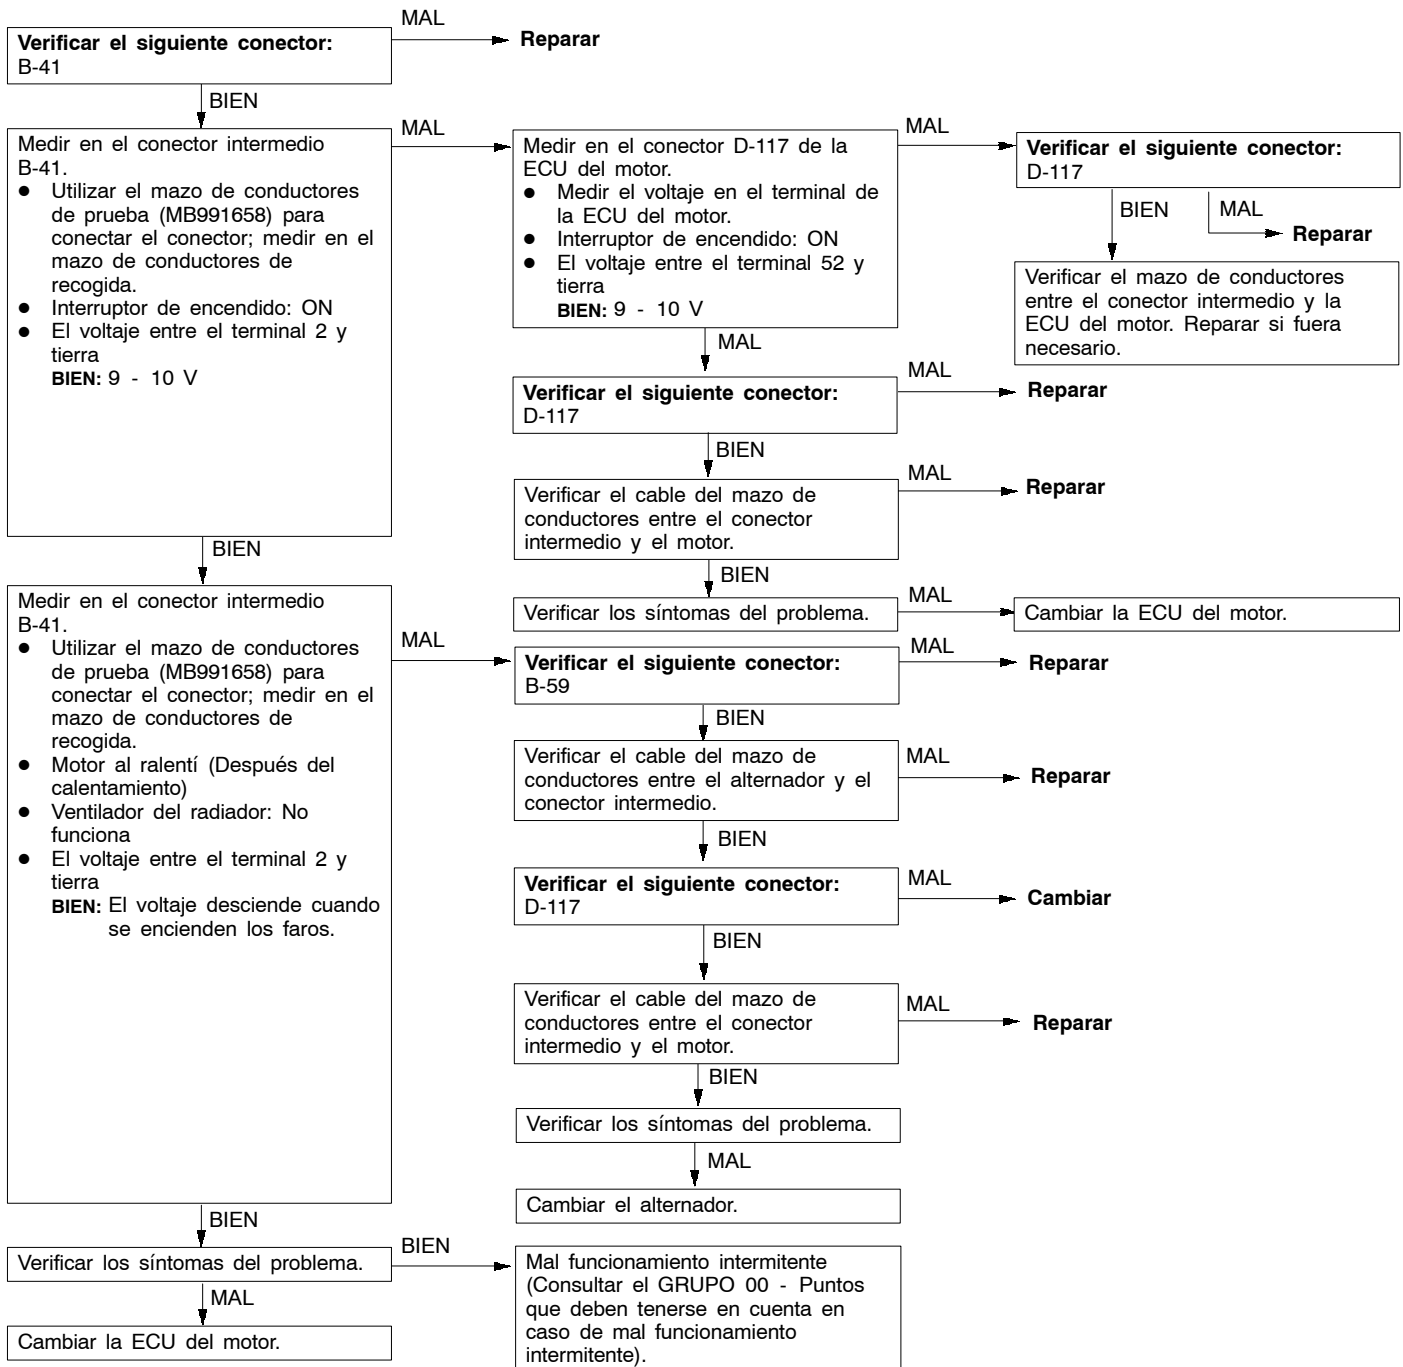 MAL
Verificar el siguiente conector:
B-41
Reparar
BIEN
Medir en el conector intermedio
B-41.
● Utilizar el mazo de conductores
de prueba (MB991658) para
conectar el conector; medir en el
mazo de conductores de
recogida.
● Interruptor de encendido: ON
● El voltaje entre el terminal 2 y
tierra
BIEN: 9 - 10 V
MAL
Medir en el conector D-117 de la
ECU del motor.
● Medir el voltaje en el terminal de
la ECU del motor.
● Interruptor de encendido: ON
● El voltaje entre el terminal 52 y
tierra
BIEN: 9 - 10 V
MAL
Verificar el siguiente conector:
D-117
BIEN
MAL
Reparar
Verificar el mazo de conductores
entre el conector intermedio y la
ECU del motor. Reparar si fuera
necesario.
MAL
Verificar el siguiente conector:
D-117
MAL
Reparar
BIEN
Verificar el cable del mazo de
conductores entre el conector
intermedio y el motor.
MAL
Reparar
BIEN
Verificar los síntomas del problema.
MAL
Cambiar la ECU del motor.
BIEN
Medir en el conector intermedio
B-41.
● Utilizar el mazo de conductores
de prueba (MB991658) para
conectar el conector; medir en el
mazo de conductores de
recogida.
● Motor al ralentí (Después del
calentamiento)
● Ventilador del radiador: No
funciona
● El voltaje entre el terminal 2 y
tierra
BIEN: El voltaje desciende cuando
se encienden los faros.
MAL
Verificar el siguiente conector:
B-59
MAL
Reparar
BIEN
Verificar el cable del mazo de
conductores entre el alternador y el
conector intermedio.
MAL
Reparar
BIEN
Verificar el siguiente conector:
D-117
MAL
Cambiar
BIEN
Verificar el cable del mazo de
conductores entre el conector
intermedio y el motor.
MAL
Reparar
BIEN
Verificar los síntomas del problema.
MAL
Cambiar el alternador.
BIEN
Verificar los síntomas del problema.
BIEN
Mal funcionamiento intermitente
(Consultar el GRUPO 00 - Puntos
que deben tenerse en cuenta en
caso de mal funcionamiento
intermitente).
MAL
Cambiar la ECU del motor.